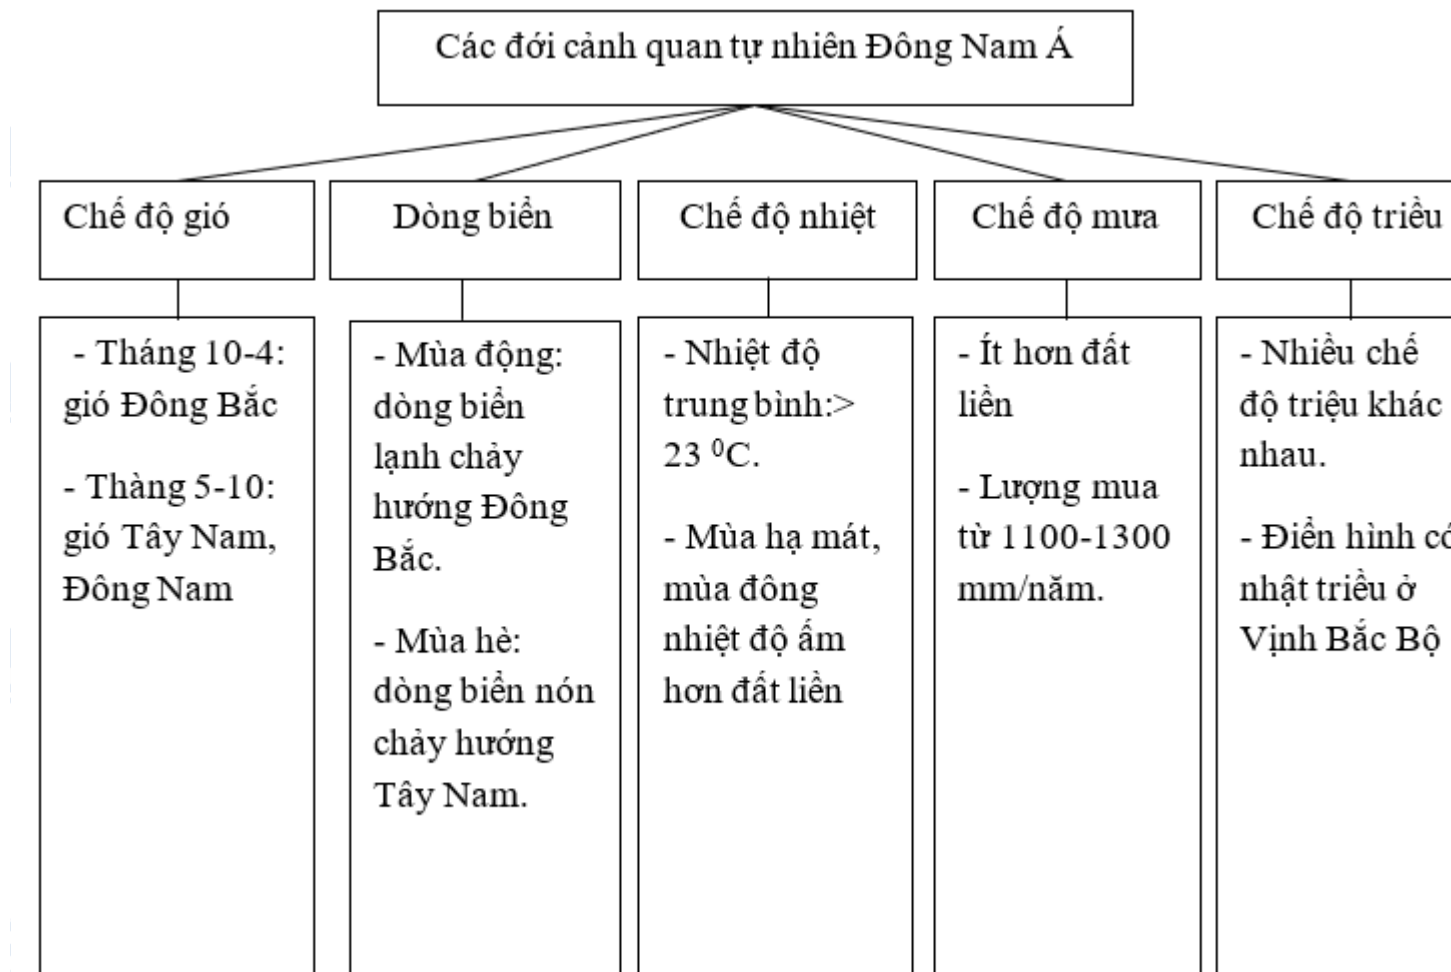 Các đới cảnh quan tự nhiên Đông Nam Á
Chế độ gió
Dòng biển
Chế độ nhiệt
Chế độ mưa
Chế độ triều
- Tháng 10-4:
gió Đông Bắc
- Thàng 5-10:
gió Tây Nam,
Đông Nam
- Mùa động:
dòng biển
lạnh chảy
hướng Đông
Bắc.
- Mùa hè:
dòng biển nón
chảy hướng
Tây Nam.
- Nhiệt độ
trung bình:>
23 ⁰C.
- Mùa hạ mát,
mùa đông
nhiệt độ ấm
hơn đất liền
- Ít hơn đất
liền
- Lượng mua
từ 1100-1300
mm/năm.
- Nhiều chế
độ triệu khác
nhau.
- Điển hình có
nhật triều ở
Vịnh Bắc Bộ